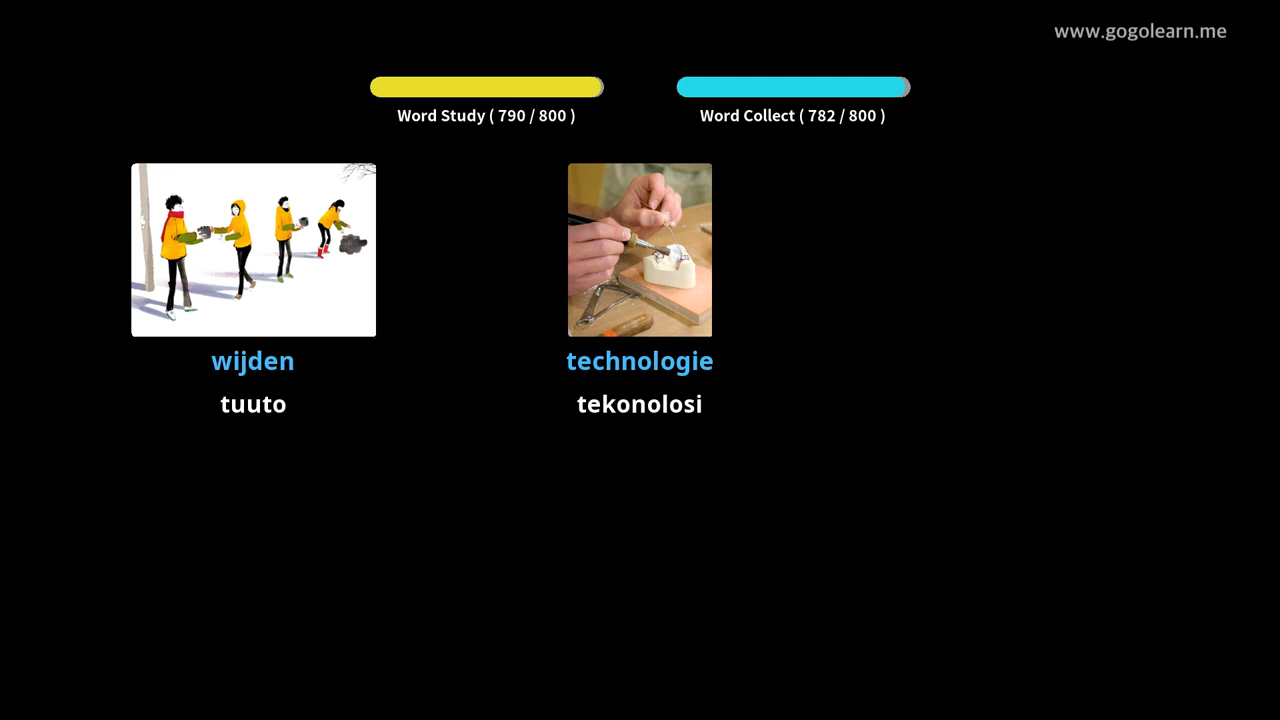 www.gogolearn.me
Word Study ( 790 / 800 )
Word Collect ( 782 / 800 )
wijden
technologie
tuuto
tekonolosi